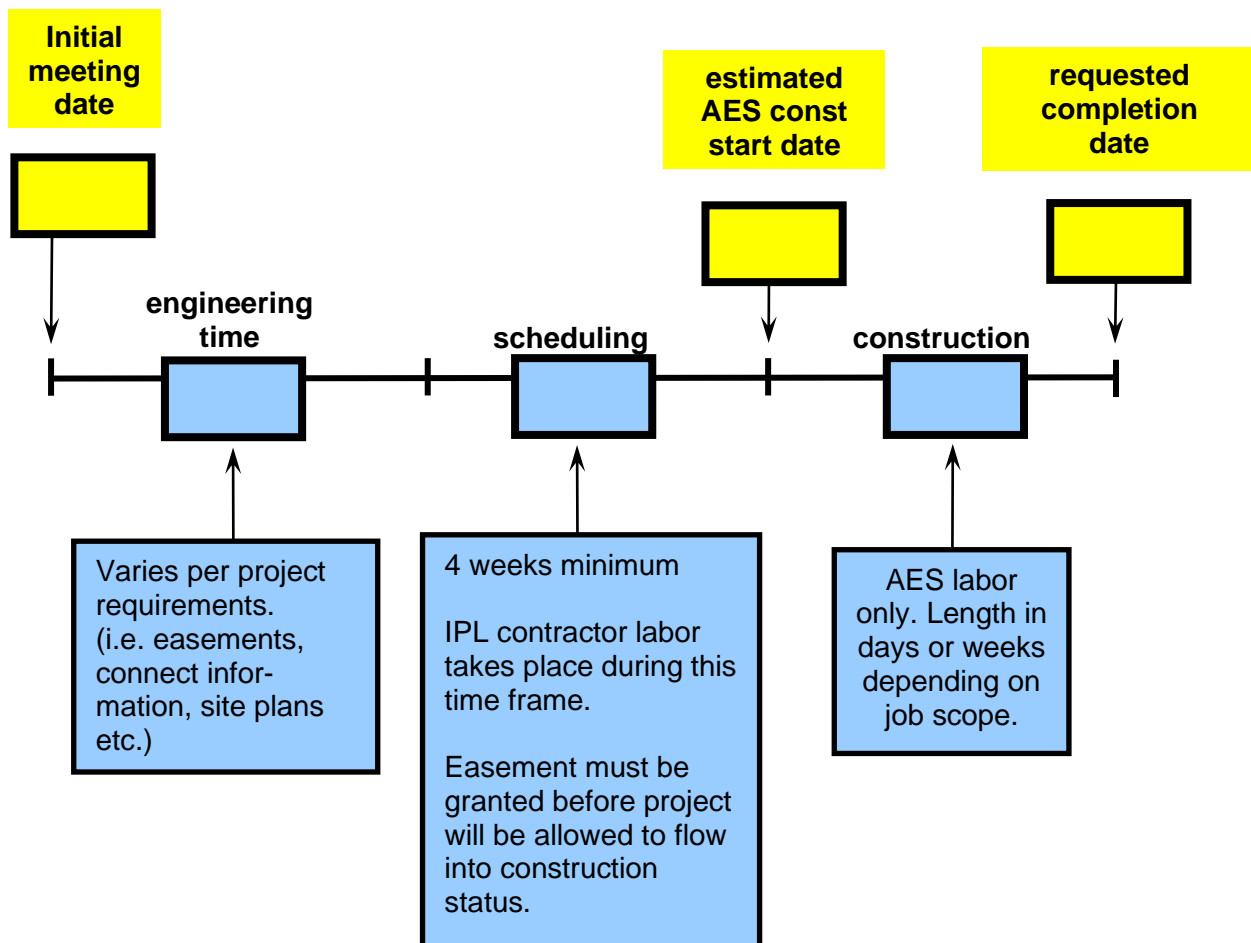 Initial
meeting
date
estimated
AES const
start date
requested
completion
date
engineering
time
scheduling
construction
Varies per project
requirements.
(i.e. easements,
connect infor-
mation, site plans
etc.)
4 weeks minimum
IPL contractor labor
takes place during this
time frame.
Easement must be
granted before project
will be allowed to flow
into construction
status.
AES labor
only. Length in
days or weeks
depending on
job scope.